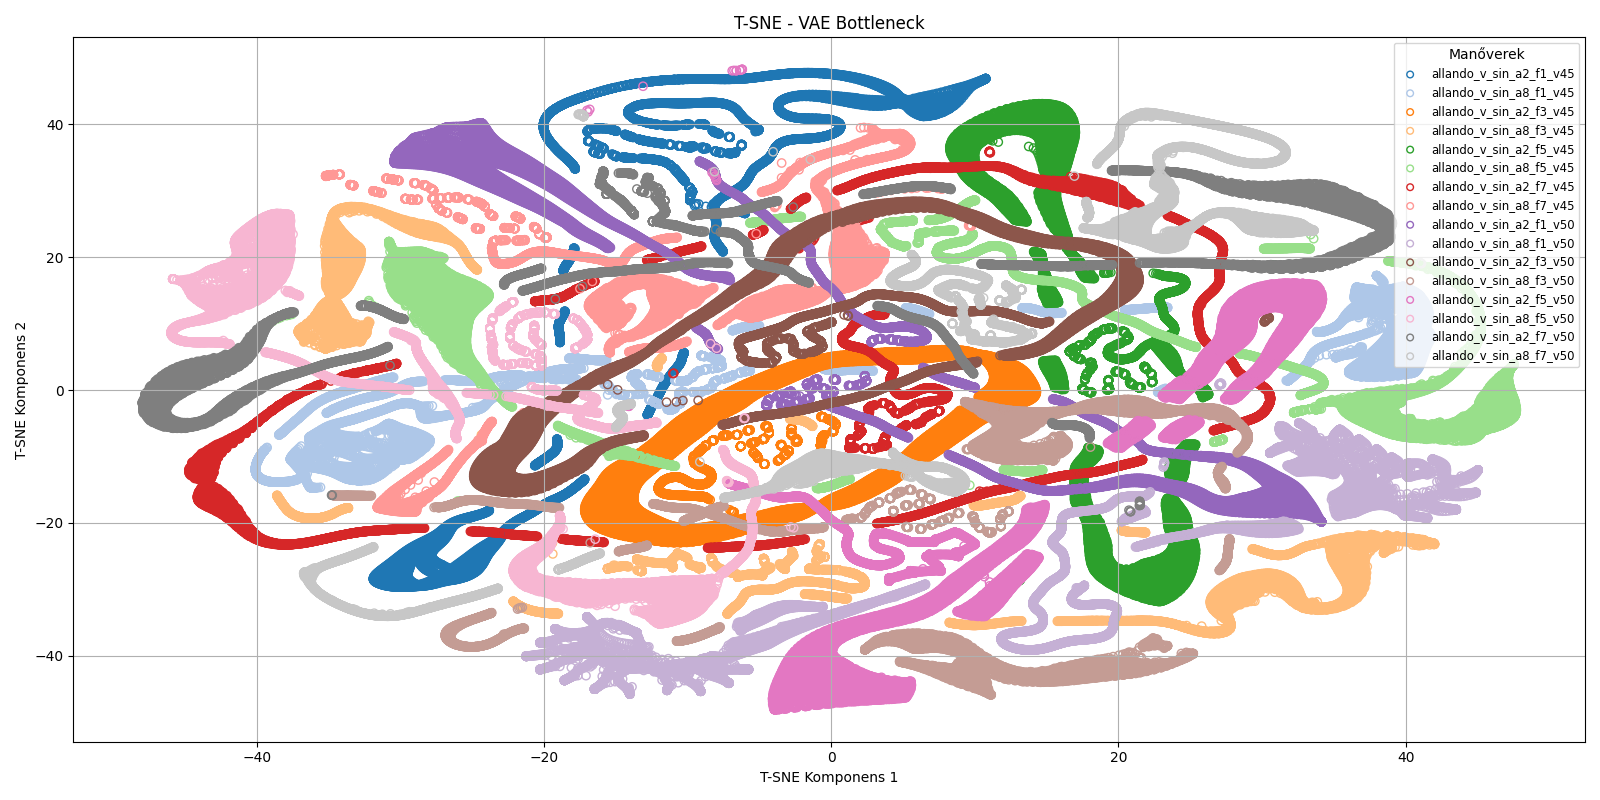 T-SNE - VAE Bottleneck
Manőverek
allando_v_sin_a2_f1_v45
allando_v_sin_a8_f1_v45
allando_v_sin_a2_f3_v45
allando_v_sin_a8_f3_v45
allando_v_sin_a2_f5_v45
allando_v_sin_a8_f5_v45
allando_v_sin_a2_f7_v45
allando_v_sin_a8_f7_v45
allando_v_sin_a2_f1_v50
allando_v_sin_a8_f1_v50
allando_v_sin_a2_f3_v50
allando_v_sin_a8_f3_v50
allando_v_sin_a2_f5_v50
allando_v_sin_a8_f5_v50
allando_v_sin_a2_f7_v50
allando_v_sin_a8_f7_v50
T-SNE Komponens 2
40
20
0
−20
−40
−40
−20
0
20
40
T-SNE Komponens 1